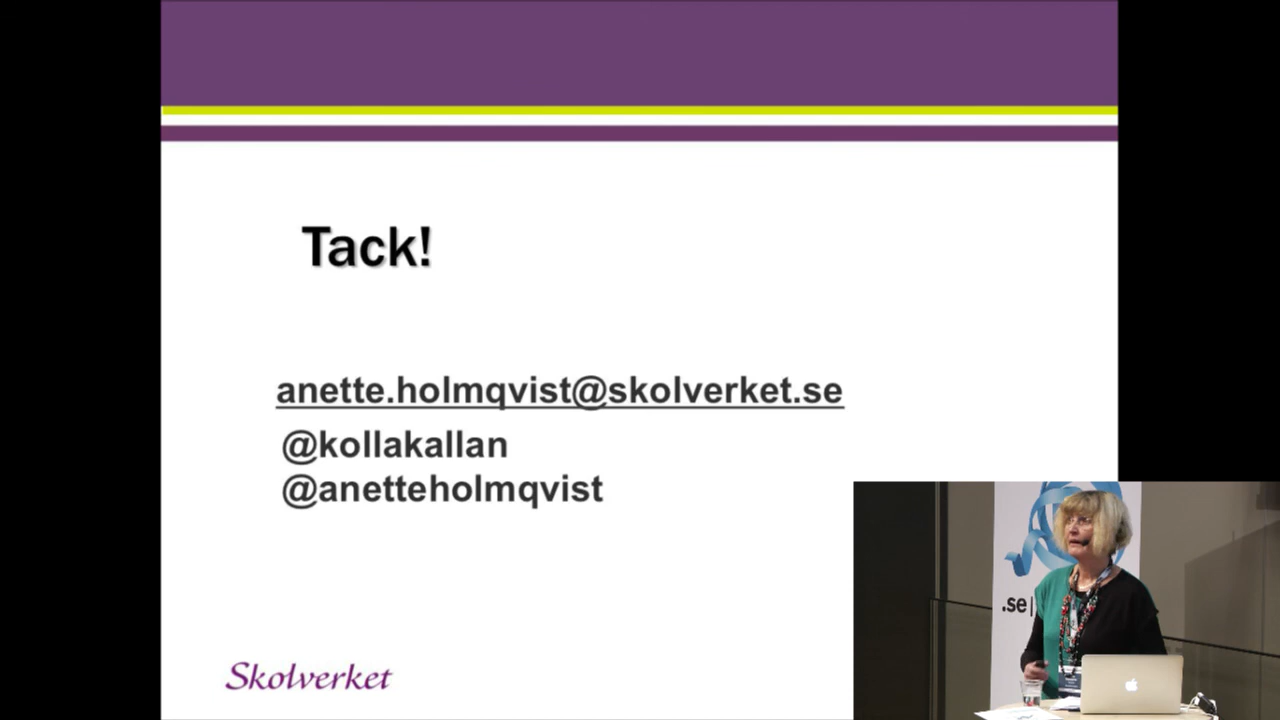 Tack!
anette.holmqvist@skolverket.se
@kollakallan
@anetteholmqvist
Skolverket
.se|